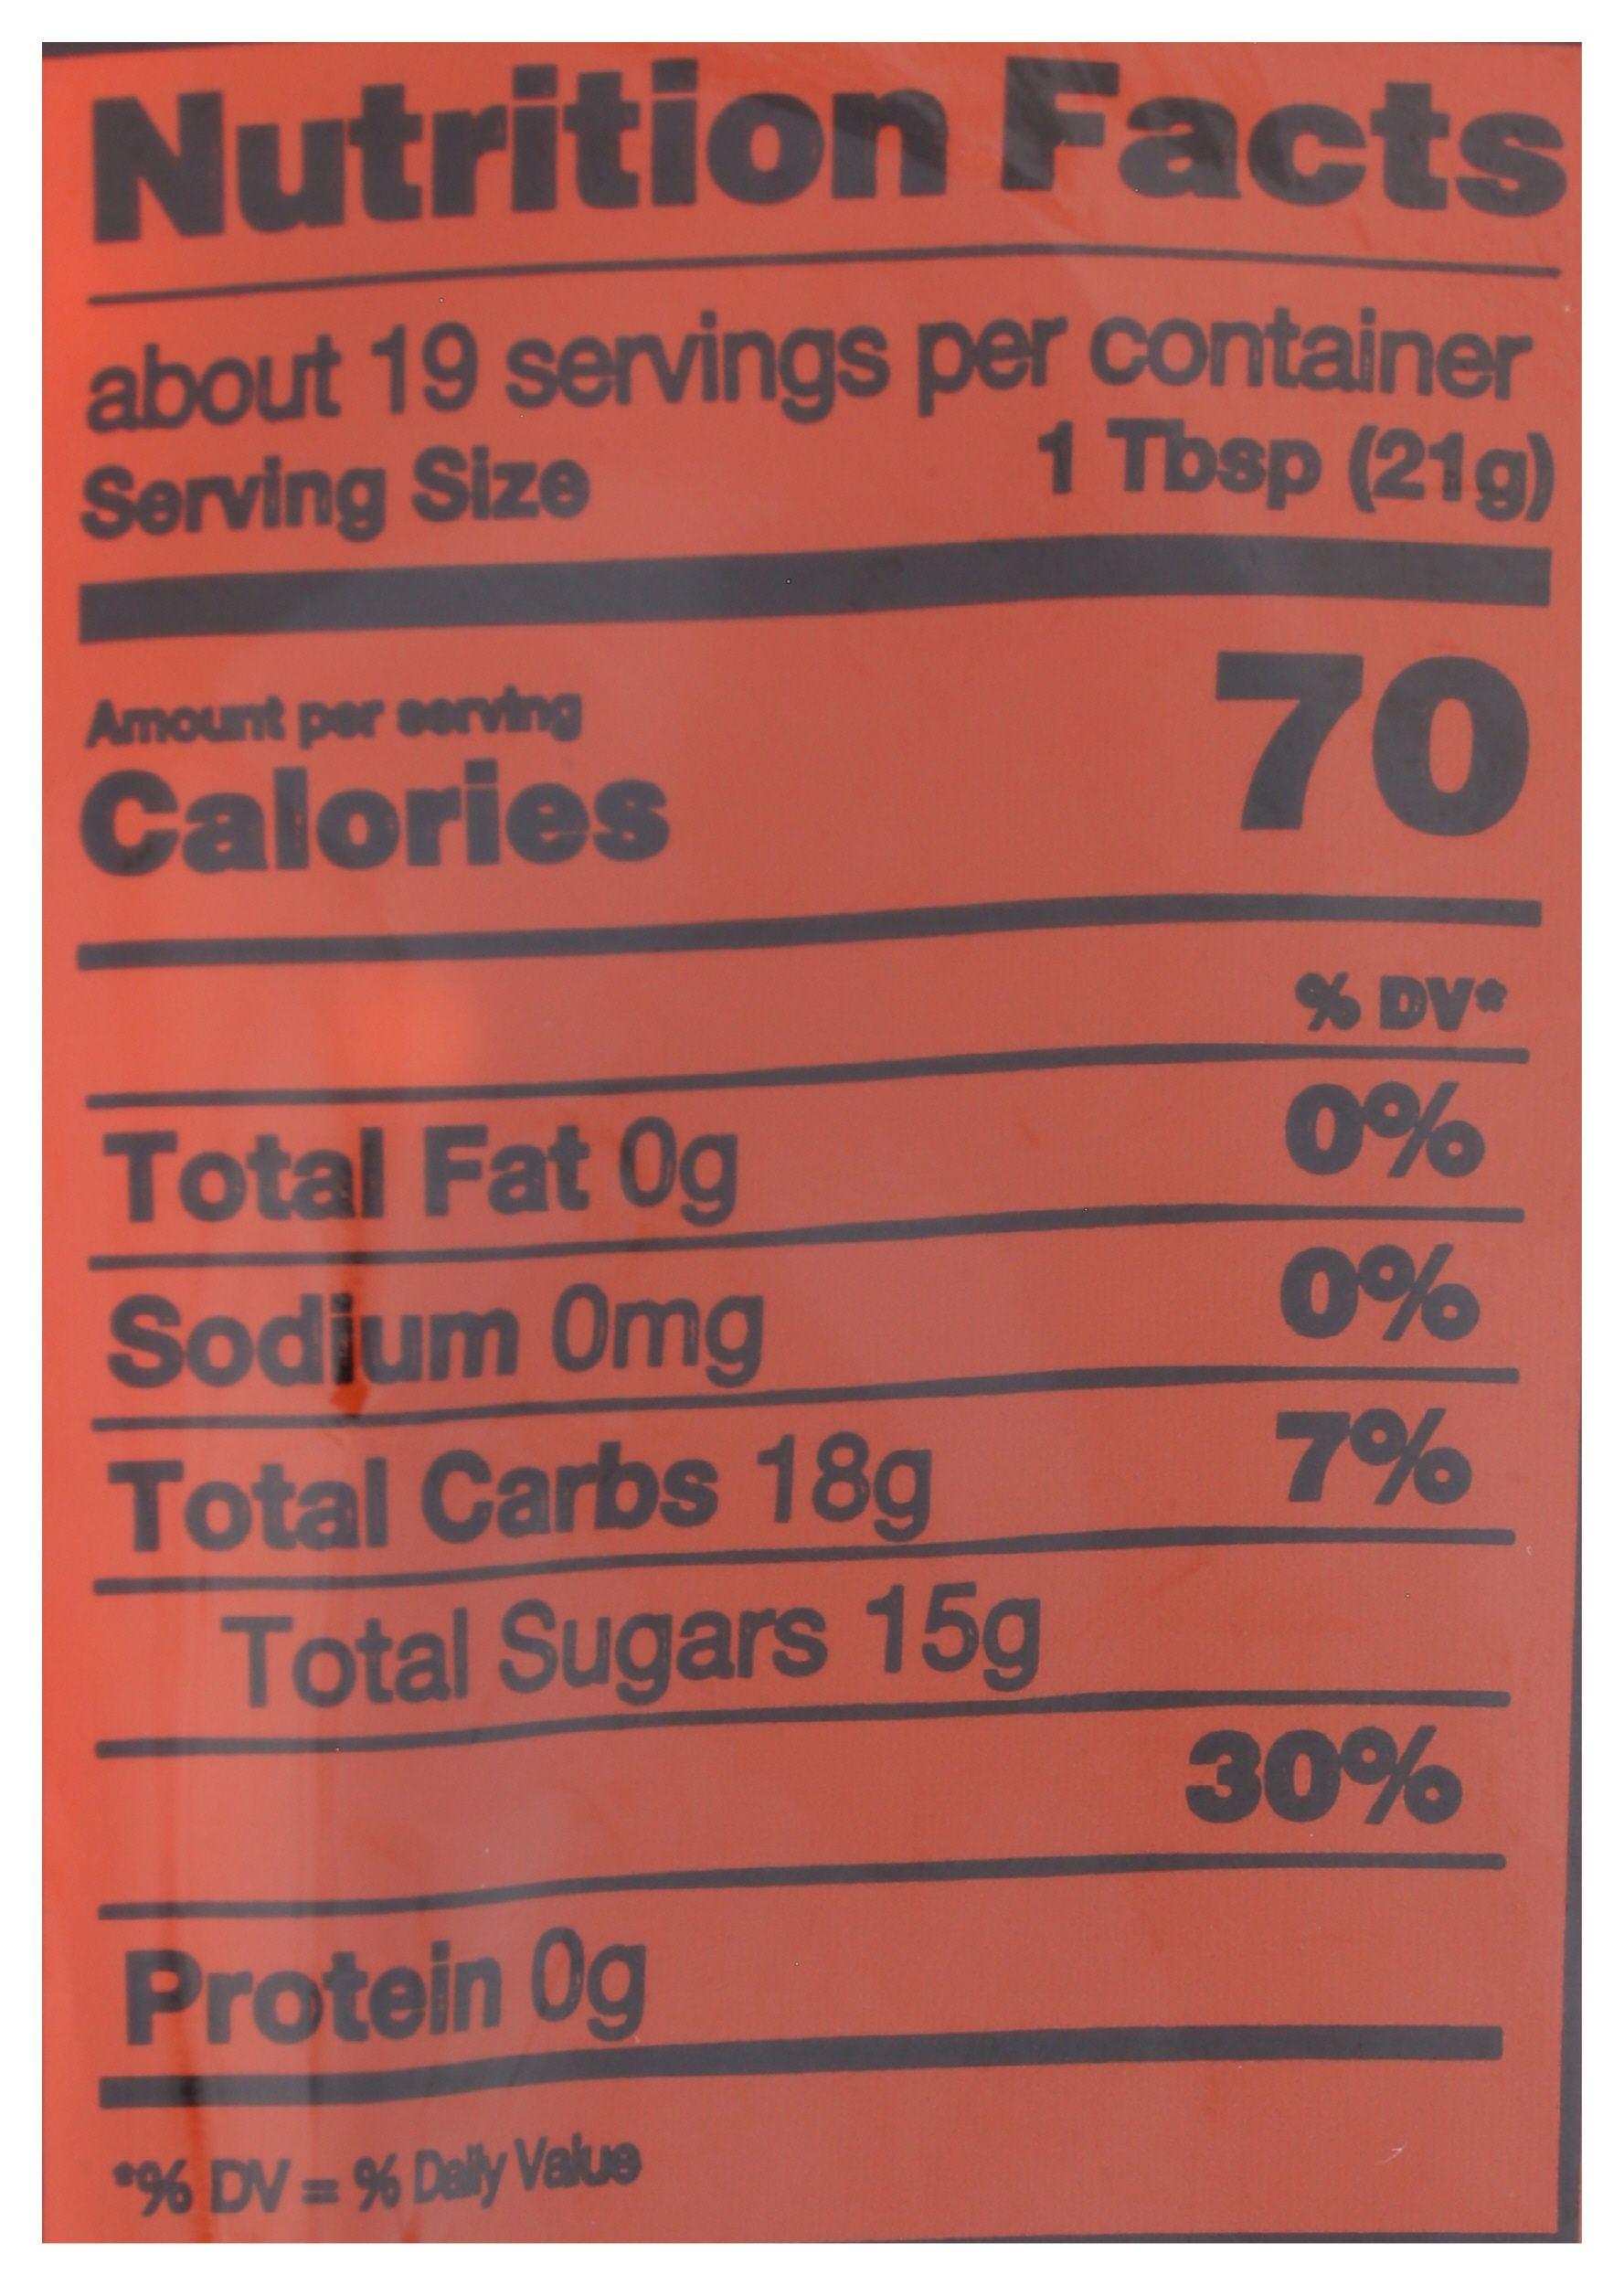 Nutrition Facts
about 19 servings per container
Serving Size 1 Tbsp (21g)
Amount per serving
Calories 70
% DV*
Total Fat 0g 0%
Sodium 0mg 0%
Total Carbs 18g 7%
Total Sugars 15g
30%
Protein 0g
*% DV = % Daily Value